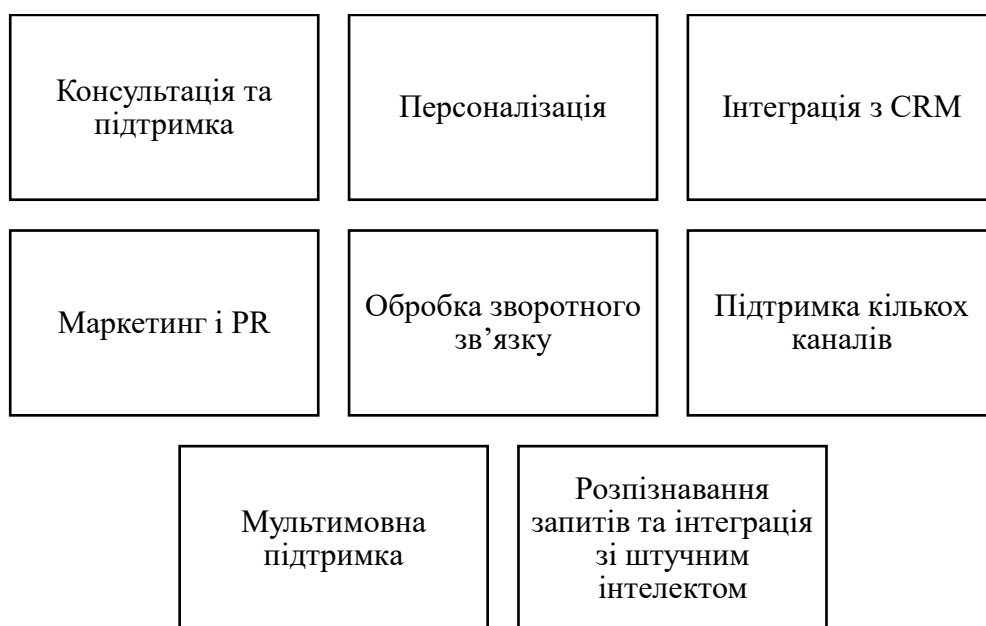 Консультація та
підтримка
Персоналізація
Інтеграція з CRM
Маркетинг і PR
Обробка зворотного
зв’язку
Підтримка кількох
каналів
Мультимовна
підтримка
Розпізнавання
запитів та інтеграція
зі штучним
інтелектом